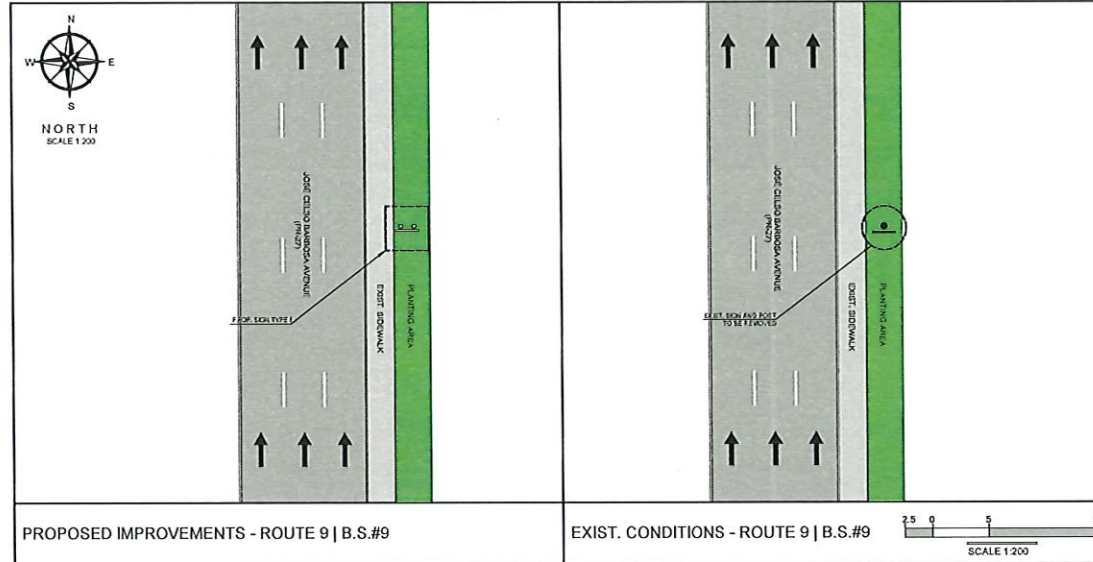 N
W
E
S
NORTH
SCALE 1:200
JOSE CELSO BARBOSA AVENUE
(PR-27)
PROP. SIGN TYPE I
EXIST. SIDEWALK
PLANTING AREA
PROPOSED IMPROVEMENTS - ROUTE 9 | B.S.#9
JOSE CELSO BARBOSA AVENUE
(PR-27)
EXIST. SIGN AND POST
TO BE REMOVED
EXIST. SIDEWALK
PLANTING AREA
EXIST. CONDITIONS - ROUTE 9 | B.S.#9
2.5 0 5
SCALE 1:200